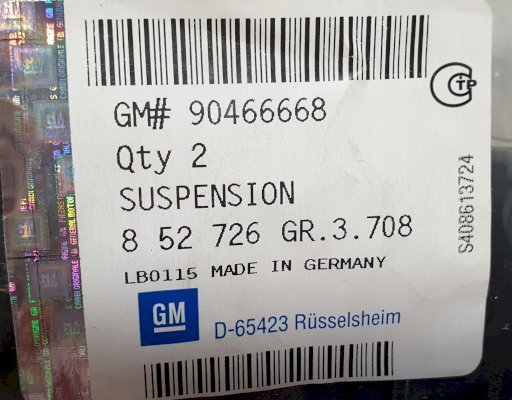 GM# 90466668
Qty 2
SUSPENSION
8 52 726 GR.3.708
LB0115 MADE IN GERMANY
GM
D-65423 Rüsselsheim
S408613724